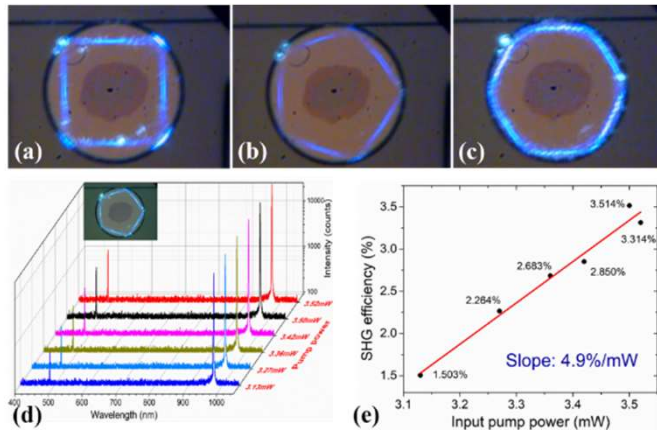 (a)
(b)
(c)
(d)
10000
1000
100
Intensity (counts)
400
500
600
700
800
900
1000
Wavelength (nm)
3.52mW
3.50mW
3.42mW
3.36mW
3.27mW
3.13mW
Pump power
(e)
SHG efficiency (%)
3.5
3.0
2.5
2.0
1.5
3.514%
3.314%
2.683%
2.850%
2.264%
1.503%
Slope: 4.9%/mW
3.1
3.2
3.3
3.4
3.5
Input pump power (mW)